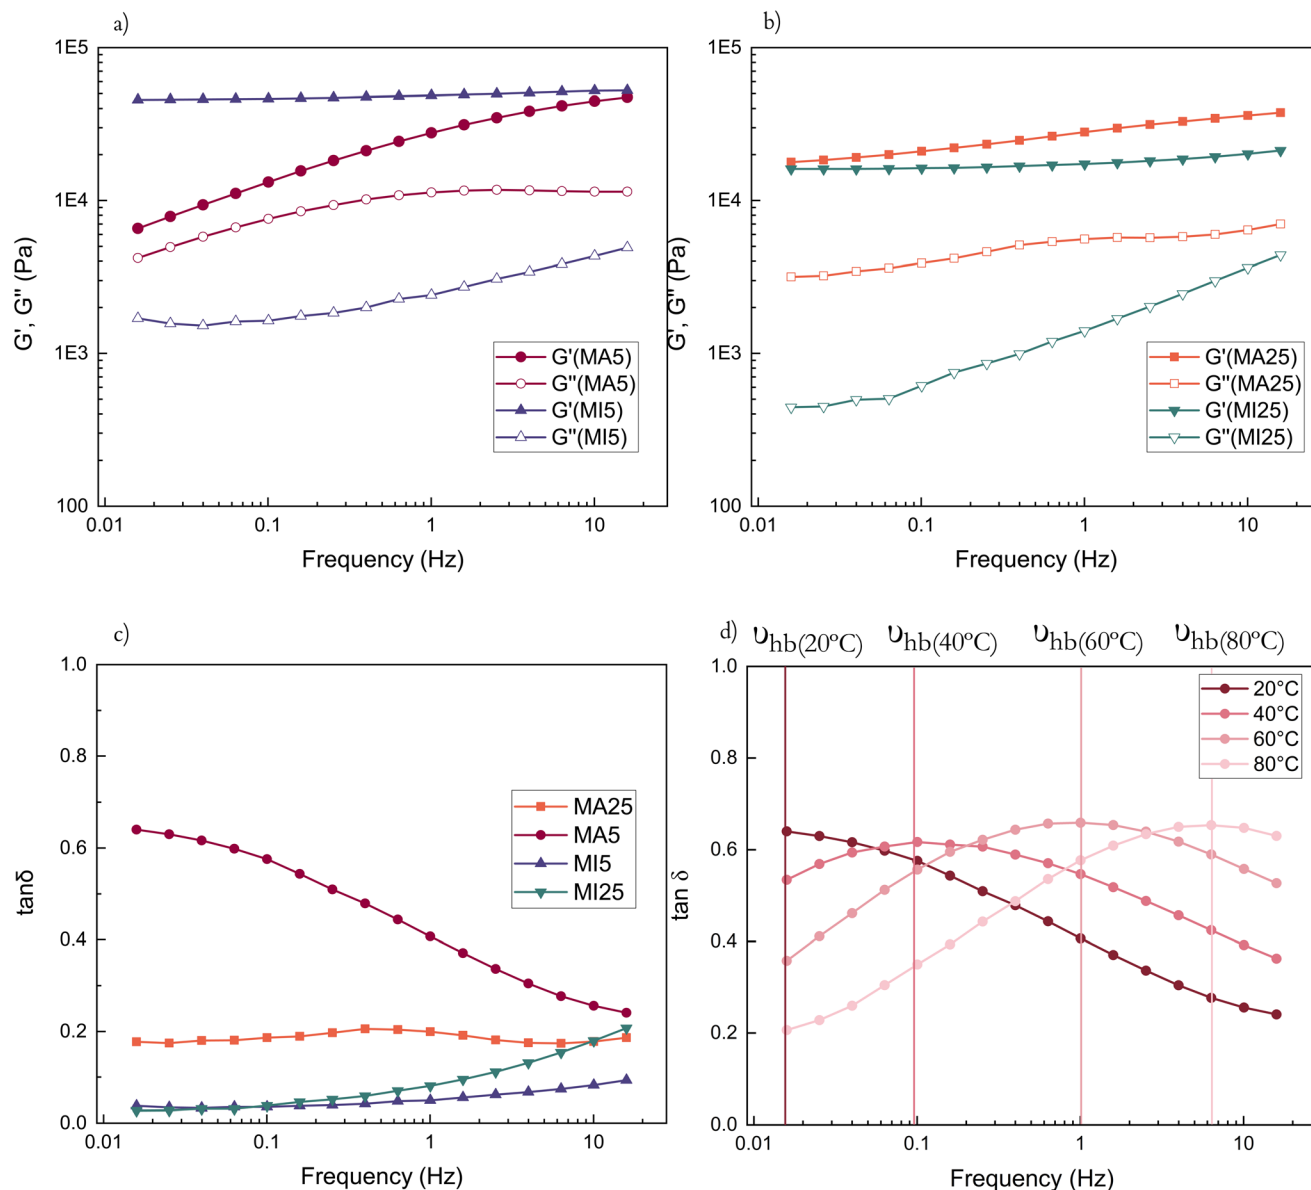 a)
1E5
1E4
1E3
100
G', G'' (Pa)
0.01
0.1
1
10
Frequency (Hz)
G'(MA5)
G''(MA5)
G'(MI5)
G''(MI5)
b)
1E5
1E4
1E3
100
G', G'' (Pa)
0.01
0.1
1
10
Frequency (Hz)
G'(MA25)
G''(MA25)
G'(MI25)
G''(MI25)
c)
1.0
0.8
0.6
0.4
0.2
0.0
tanδ
0.01
0.1
1
10
Frequency (Hz)
MA25
MA5
MI5
MI25
d)
υhb(20ºC)
υhb(40ºC)
υhb(60ºC)
υhb(80ºC)
1.0
0.8
0.6
0.4
0.2
0.0
tan δ
0.01
0.1
1
10
Frequency (Hz)
20°C
40°C
60°C
80°C